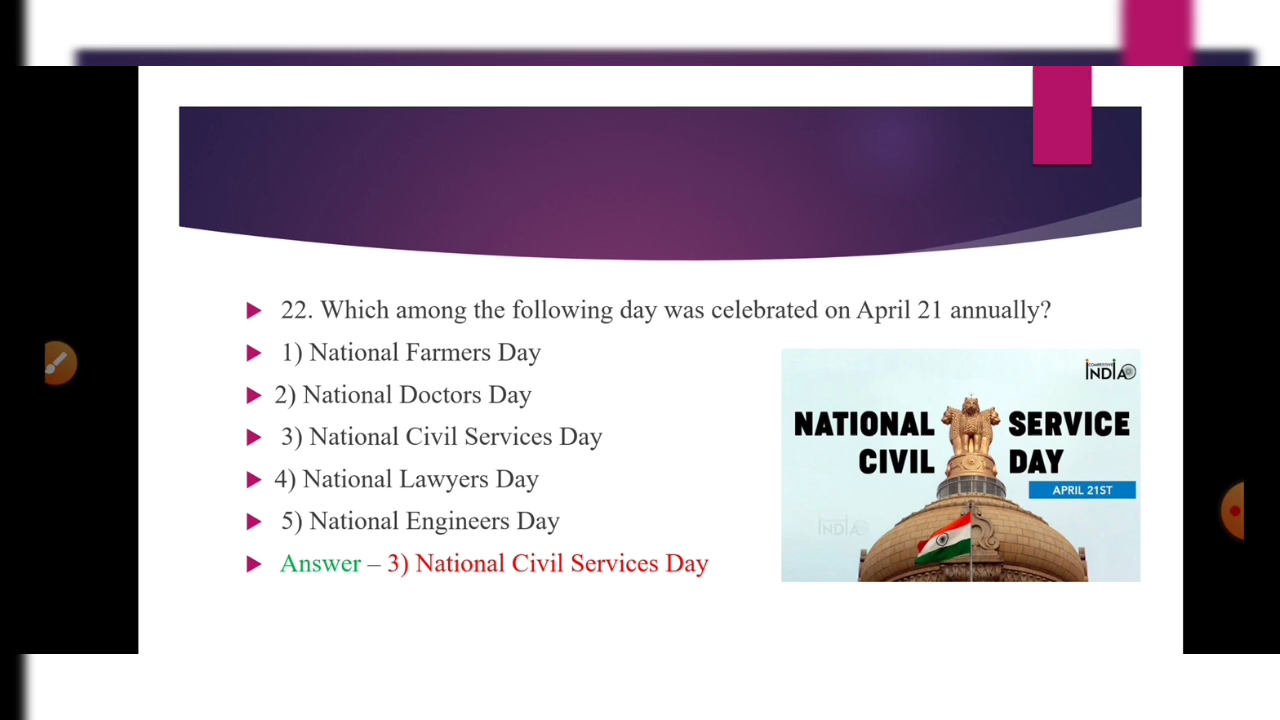 22. Which among the following day was celebrated on April 21 annually?
1) National Farmers Day
2) National Doctors Day
3) National Civil Services Day
4) National Lawyers Day
5) National Engineers Day
Answer – 3) National Civil Services Day
COMPETITIVE
INDIA
NATIONAL SERVICE
CIVIL DAY
APRIL 21ST
INDIA